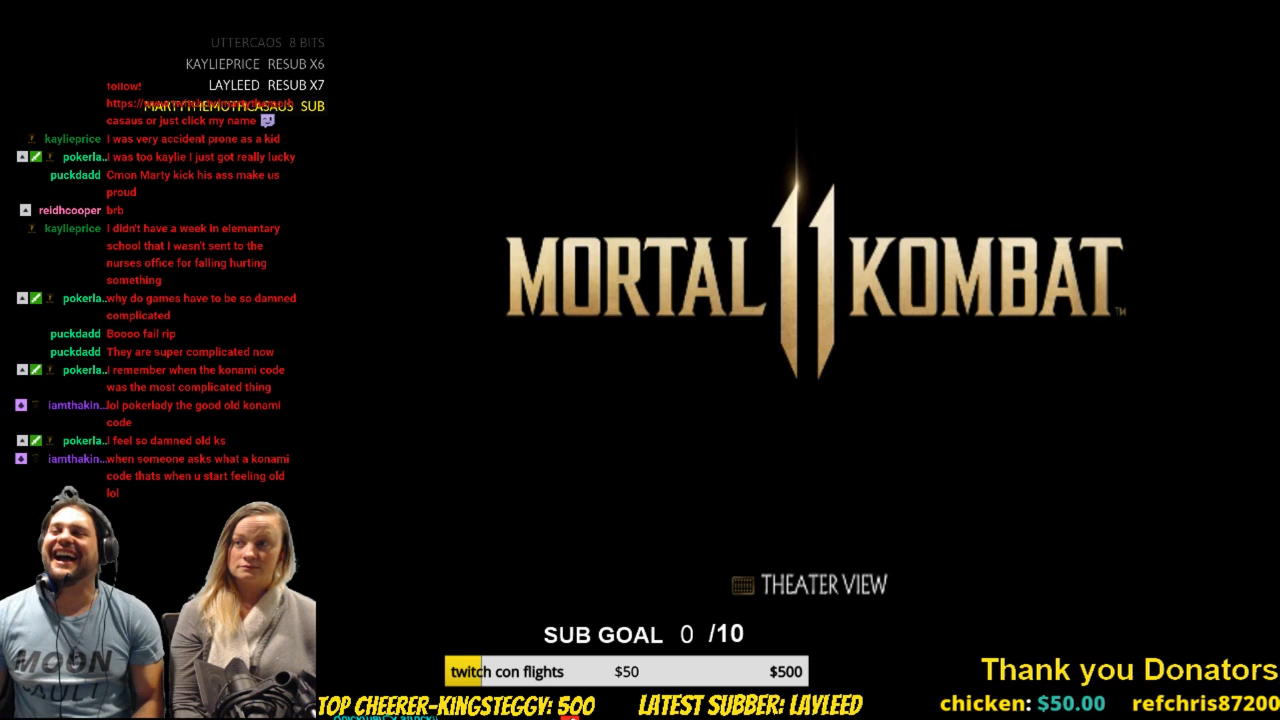 UTTERCAOS 8 BITS
KAYLIEPRICE RESUB X6
LAYLEED RESUB X7
MARTYTHEMOTHCASAUS SUB
follow!
casaus or just click my name
kaylieprice I was very accident prone as a kid
pokerla.. I was too kaylie I just got really lucky
puckdadd Cmon Marty kick his ass make us
proud
reidhcooper brb
kaylieprice I didn't have a week in elementary
school that I wasn't sent to the
nurses office for falling hurting
something
pokerla.. why do games have to be so damned
complicated
puckdadd Boooo fail rip
puckdadd They are super complicated now
pokerla.. I remember when the konami code
was the most complicated thing
iamthakin... lol pokerlady the good old konami
code
pokerla.. I feel so damned old ks
iamthakin... when someone asks what a konami
code thats when u start feeling old
lol
MORTAL 11 KOMBAT TM
THEATER VIEW
SUB GOAL 0 /10
twitch con flights $50 $500
Thank you Donators
chicken: $50.00 refchris87200
TOP CHEERER-KINGSTEGGY: 500 LATEST SUBBER: LAYLEED
MOON